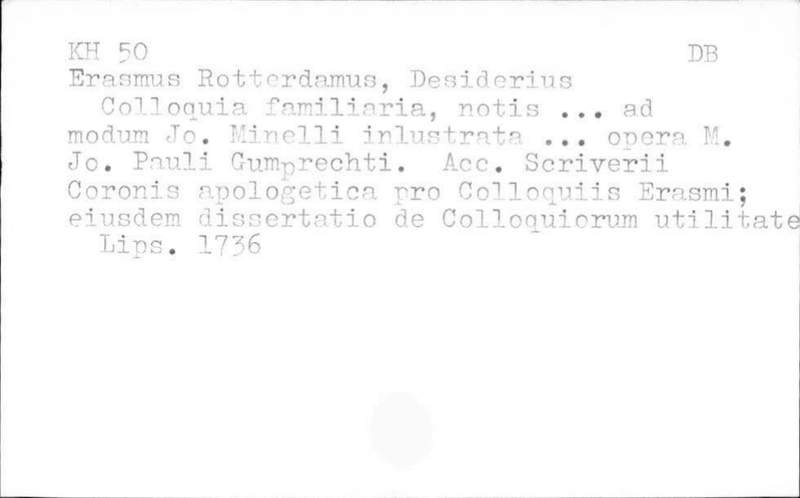 KH 50 DB
Erasmus Rotterdamus, Desiderius
Colloquia familiaria, notis ... ad
modum Jo. Minelli inlustrata ... opera M.
Jo. Pauli Gumprechti. Acc. Scriverii
Coronis apologetica pro Colloquiis Erasmi;
eiusdem dissertatio de Colloquiorum utilitate
Lips. 1736